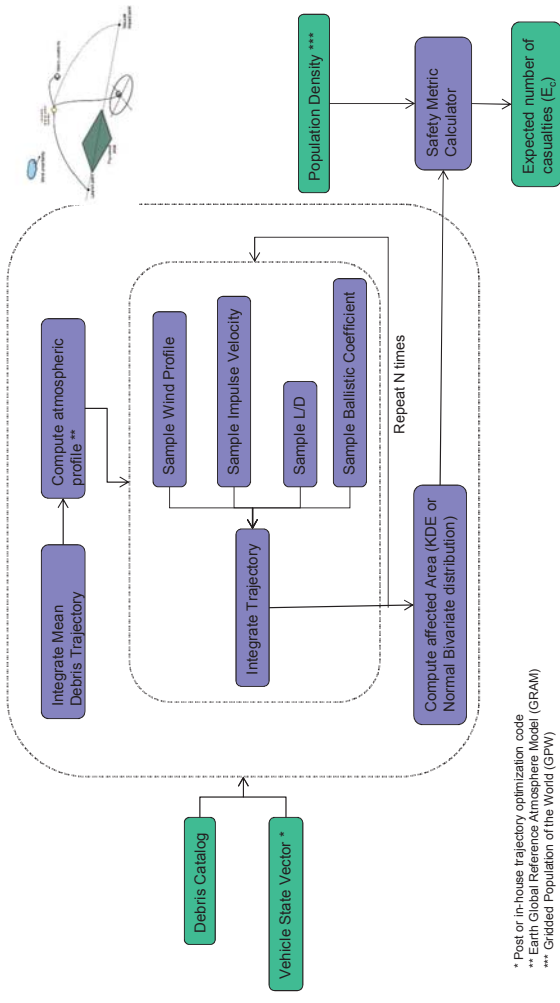 Debris Catalog
Vehicle State Vector *
Integrate Mean
Debris Trajectory
Compute atmospheric
profile **
Sample Wind Profile
Sample Impulse Velocity
Sample L/D
Sample Ballistic Coefficient
Integrate Trajectory
Repeat N times
Compute affected Area (KDE or
Normal Bivariate distribution)
Population Density ***
Safety Metric
Calculator
Expected number of
casualties (Ec)
* Post or in-house trajectory optimization code
** Earth Global Reference Atmosphere Model (GRAM)
*** Gridded Population of the World (GPW)